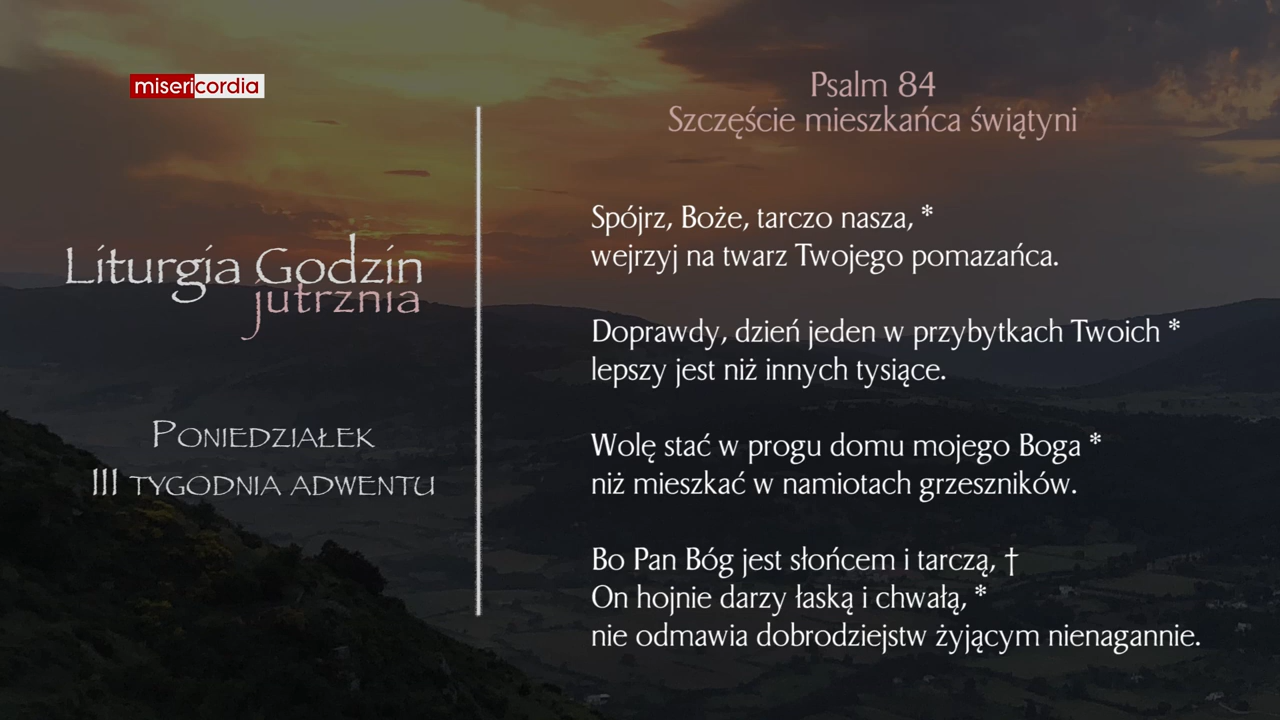 misericordia
Liturgia Godzin
jutrznia
Poniedziałek
III tygodnia adwentu
Psalm 84
Szczęście mieszkańca świątyni
Spójrz, Boże, tarczo nasza, *
wejrzyj na twarz Twojego pomazańca.
Doprawdy, dzień jeden w przybytkach Twoich *
lepszy jest niż innych tysiące.
Wolę stać w progu domu mojego Boga *
niż mieszkać w namiotach grzeszników.
Bo Pan Bóg jest słońcem i tarczą, †
On hojnie darzy łaską i chwałą, *
nie odmawia dobrodziejstw żyjącym nienagannie.